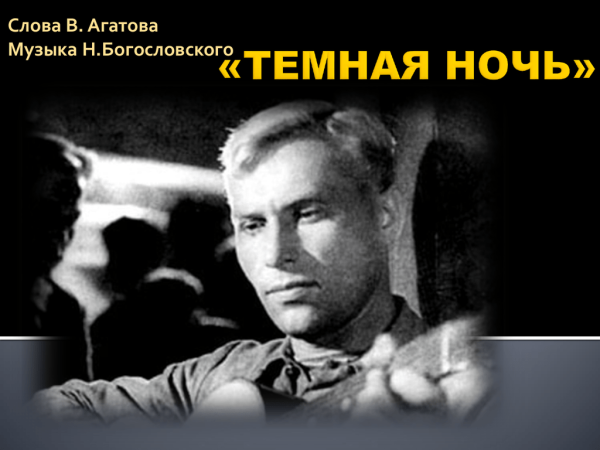 Слова В. Агатова
Музыка Н.Богословского
«ТЕМНАЯ НОЧЬ»